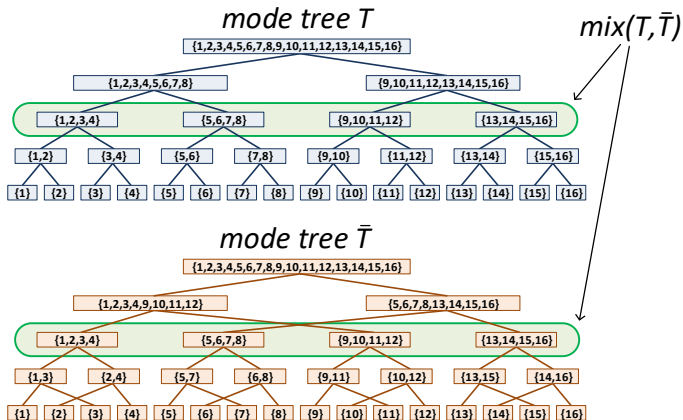 mode tree T
mix(T,T̄)
{1,2,3,4,5,6,7,8,9,10,11,12,13,14,15,16}
{1,2,3,4,5,6,7,8} {9,10,11,12,13,14,15,16}
{1,2,3,4} {5,6,7,8} {9,10,11,12} {13,14,15,16}
{1,2} {3,4} {5,6} {7,8} {9,10} {11,12} {13,14} {15,16}
{1} {2} {3} {4} {5} {6} {7} {8} {9} {10} {11} {12} {13} {14} {15} {16}
mode tree T̄
{1,2,3,4,5,6,7,8,9,10,11,12,13,14,15,16}
{1,2,3,4,9,10,11,12} {5,6,7,8,13,14,15,16}
{1,2,3,4} {5,6,7,8} {9,10,11,12} {13,14,15,16}
{1,3} {2,4} {5,7} {6,8} {9,11} {10,12} {13,15} {14,16}
{1} {2} {3} {4} {5} {6} {7} {8} {9} {10} {11} {12} {13} {14} {15} {16}